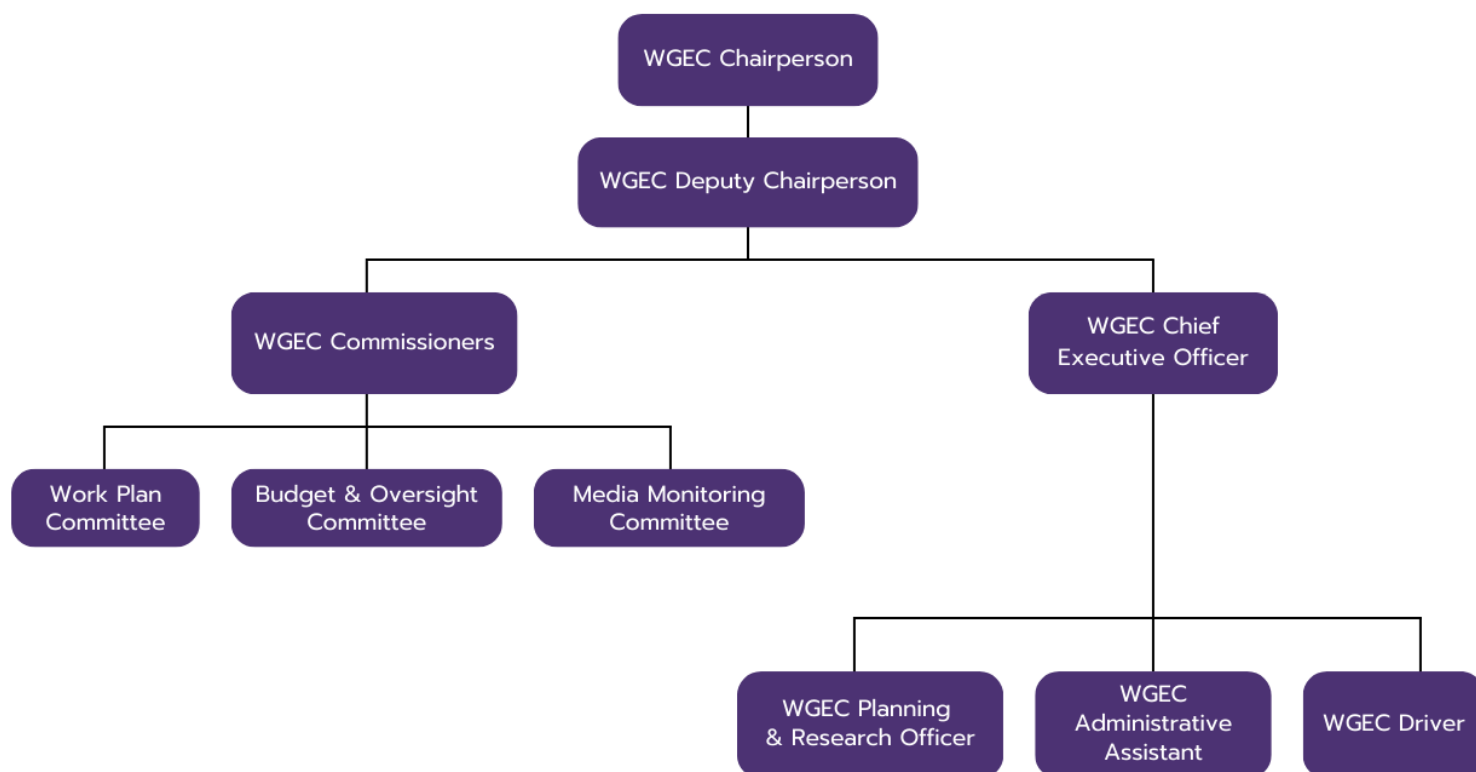 WGEC Chairperson
WGEC Deputy Chairperson
WGEC Commissioners
WGEC Chief
Executive Officer
Work Plan
Committee
Budget & Oversight
Committee
Media Monitoring
Committee
WGEC Planning
& Research Officer
WGEC
Administrative
Assistant
WGEC Driver